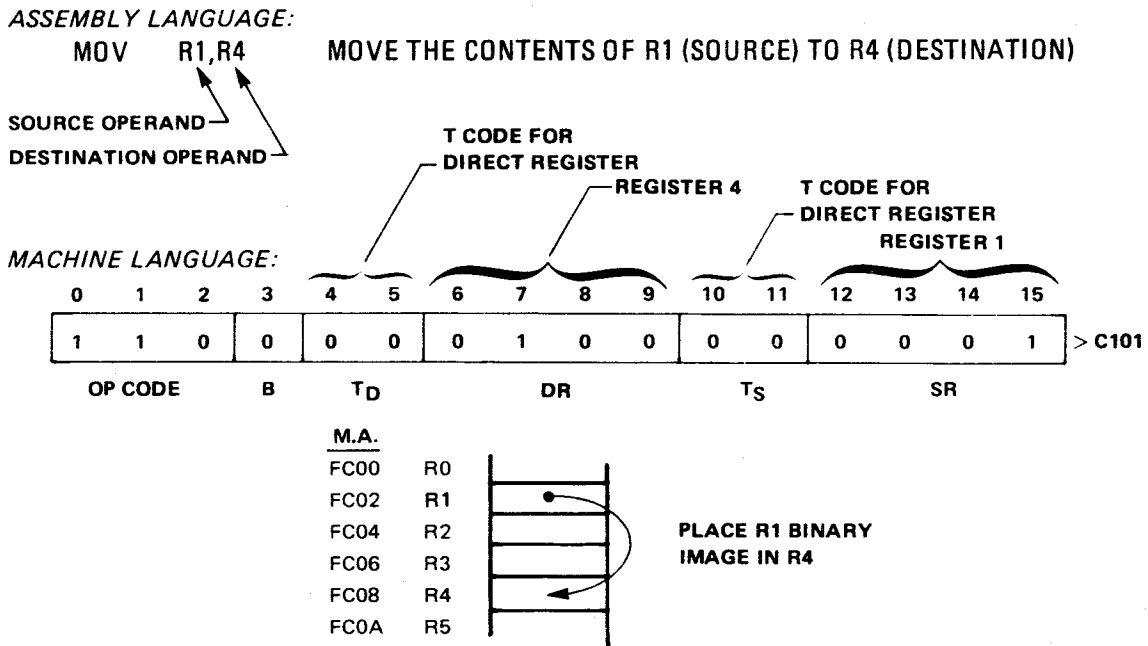 ASSEMBLY LANGUAGE:
MOV R1,R4 MOVE THE CONTENTS OF R1 (SOURCE) TO R4 (DESTINATION)
SOURCE OPERAND
DESTINATION OPERAND
T CODE FOR
DIRECT REGISTER
REGISTER 4
T CODE FOR
DIRECT REGISTER
REGISTER 1
MACHINE LANGUAGE:
0 1 2 3 4 5 6 7 8 9 10 11 12 13 14 15
1 1 0 0 0 0 0 1 0 0 0 0 0 0 0 1 > C101
OP CODE B TD DR TS SR
M.A.
FC00 R0
FC02 R1
FC04 R2
FC06 R3
FC08 R4
FC0A R5
PLACE R1 BINARY
IMAGE IN R4